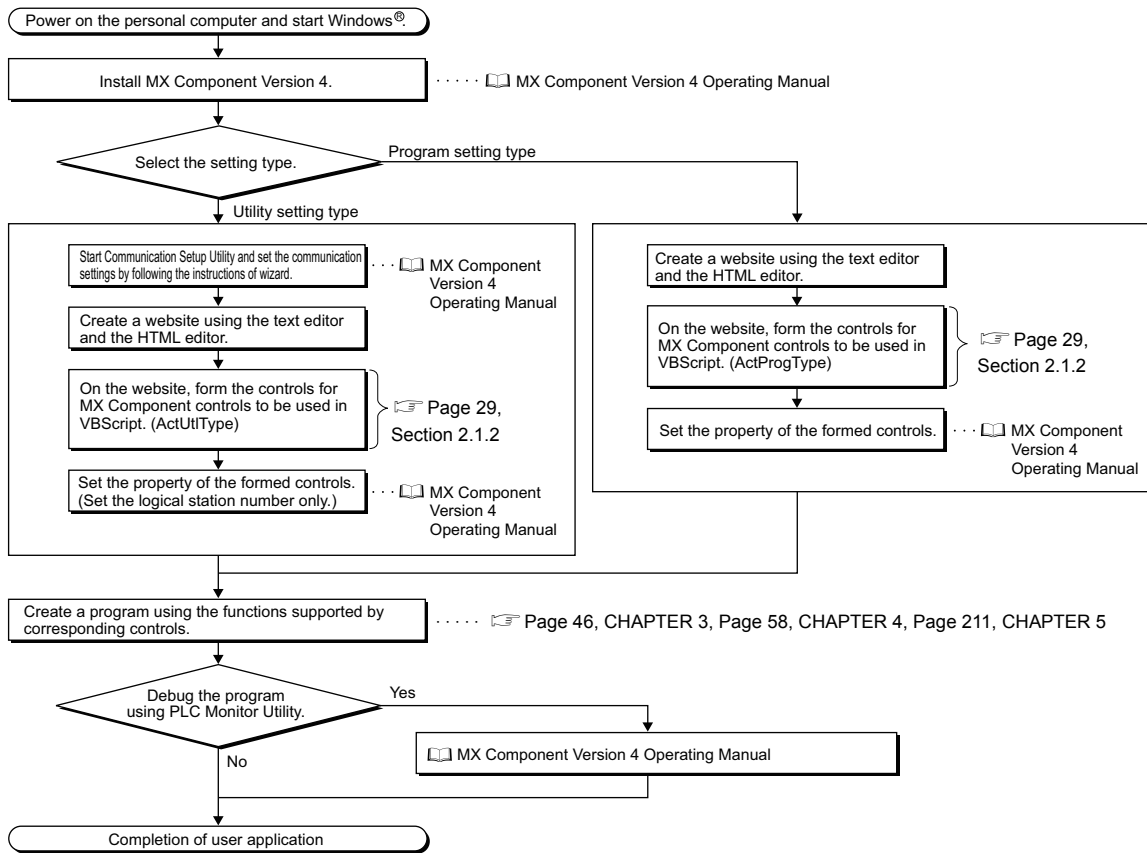 Power on the personal computer and start Windows®.
Install MX Component Version 4.
· · · · · MX Component Version 4 Operating Manual
Select the setting type.
Program setting type
Utility setting type
Start Communication Setup Utility and set the communication
settings by following the instructions of wizard.
· · · MX Component
Version 4
Operating Manual
Create a website using the text editor
and the HTML editor.
On the website, form the controls for
MX Component controls to be used in
VBScript. (ActUtlType)
Page 29,
Section 2.1.2
Set the property of the formed controls.
(Set the logical station number only.)
· · · MX Component
Version 4
Operating Manual
Create a website using the text editor
and the HTML editor.
On the website, form the controls for
MX Component controls to be used in
VBScript. (ActProgType)
Page 29,
Section 2.1.2
Set the property of the formed controls.
· · · MX Component
Version 4
Operating Manual
Create a program using the functions supported by
corresponding controls.
· · · · · Page 46, CHAPTER 3, Page 58, CHAPTER 4, Page 211, CHAPTER 5
Debug the program
using PLC Monitor Utility.
Yes
MX Component Version 4 Operating Manual
No
Completion of user application